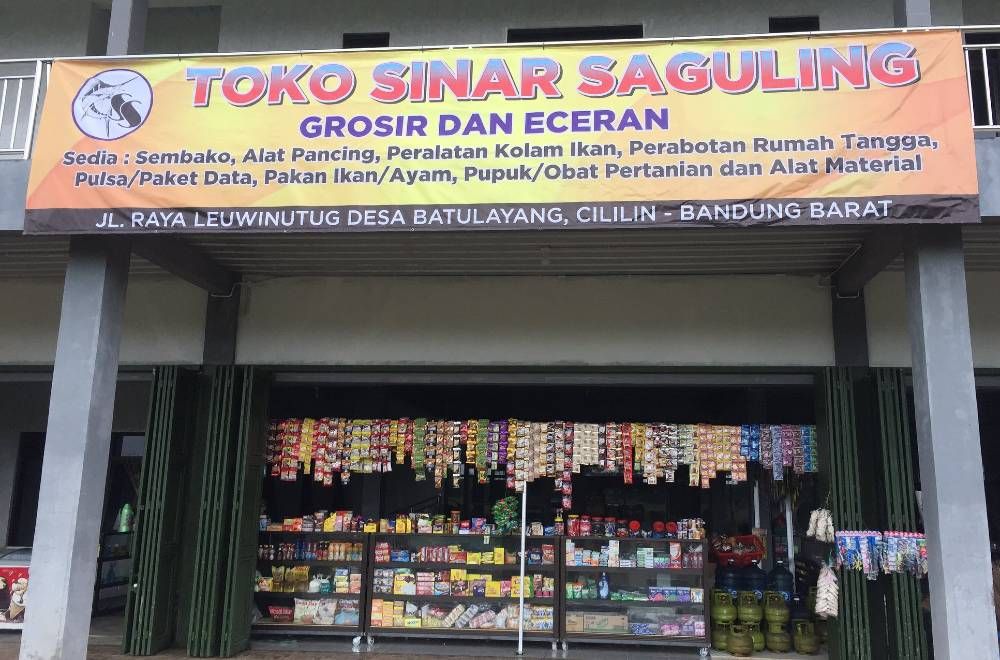 TOKO SINAR SAGULING
GROSIR DAN ECERAN
Sedia : Sembako, Alat Pancing, Peralatan Kolam Ikan, Perabotan Rumah Tangga,
Pulsa/Paket Data, Pakan Ikan/Ayam, Pupuk/Obat Pertanian dan Alat Material
JL. RAYA LEUWINUTUG DESA BATULAYANG, CILILIN - BANDUNG BARAT